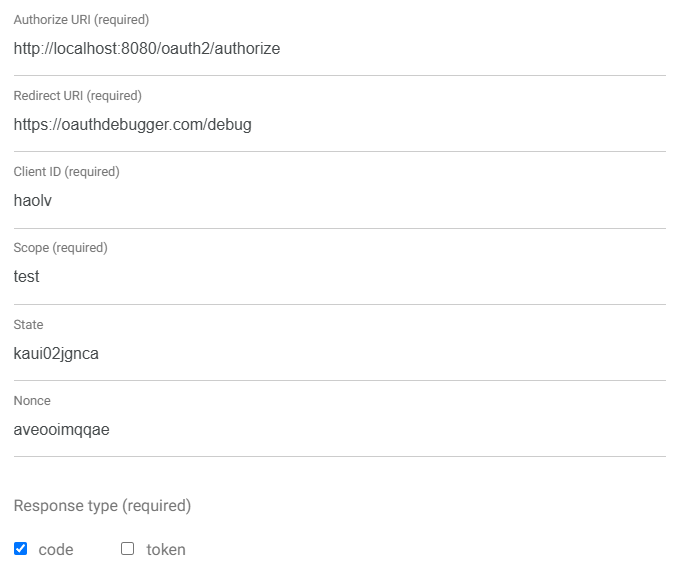 Authorize URI (required)
http://localhost:8080/oauth2/authorize
Redirect URI (required)
https://oauthdebugger.com/debug
Client ID (required)
haolv
Scope (required)
test
State
kaui02jgnca
Nonce
aveooimqqae
Response type (required)
code token